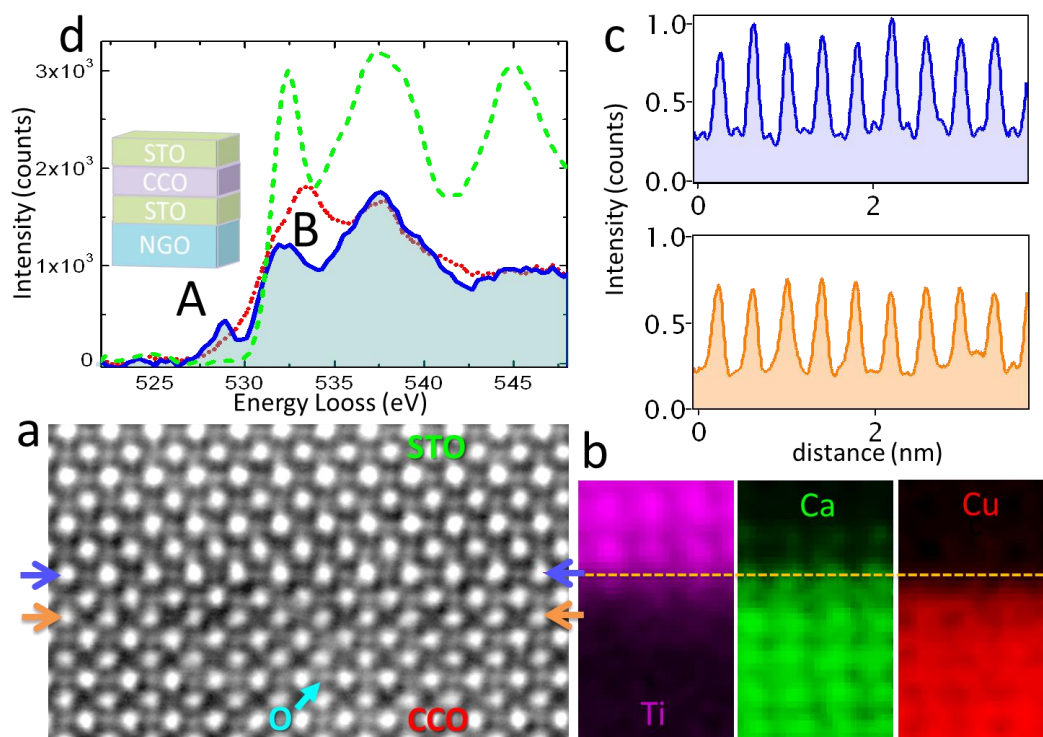 d
3x10³
2x10³
1x10³
0
Intensity (counts)
525
530
535
540
545
Energy Looss (eV)
STO
CCO
STO
NGO
A
B
c
1.0
0.5
0.0
0
2
Intensity (counts)
1.0
0.5
0.0
0
2
distance (nm)
a
STO
O
CCO
b
Ti
Ca
Cu